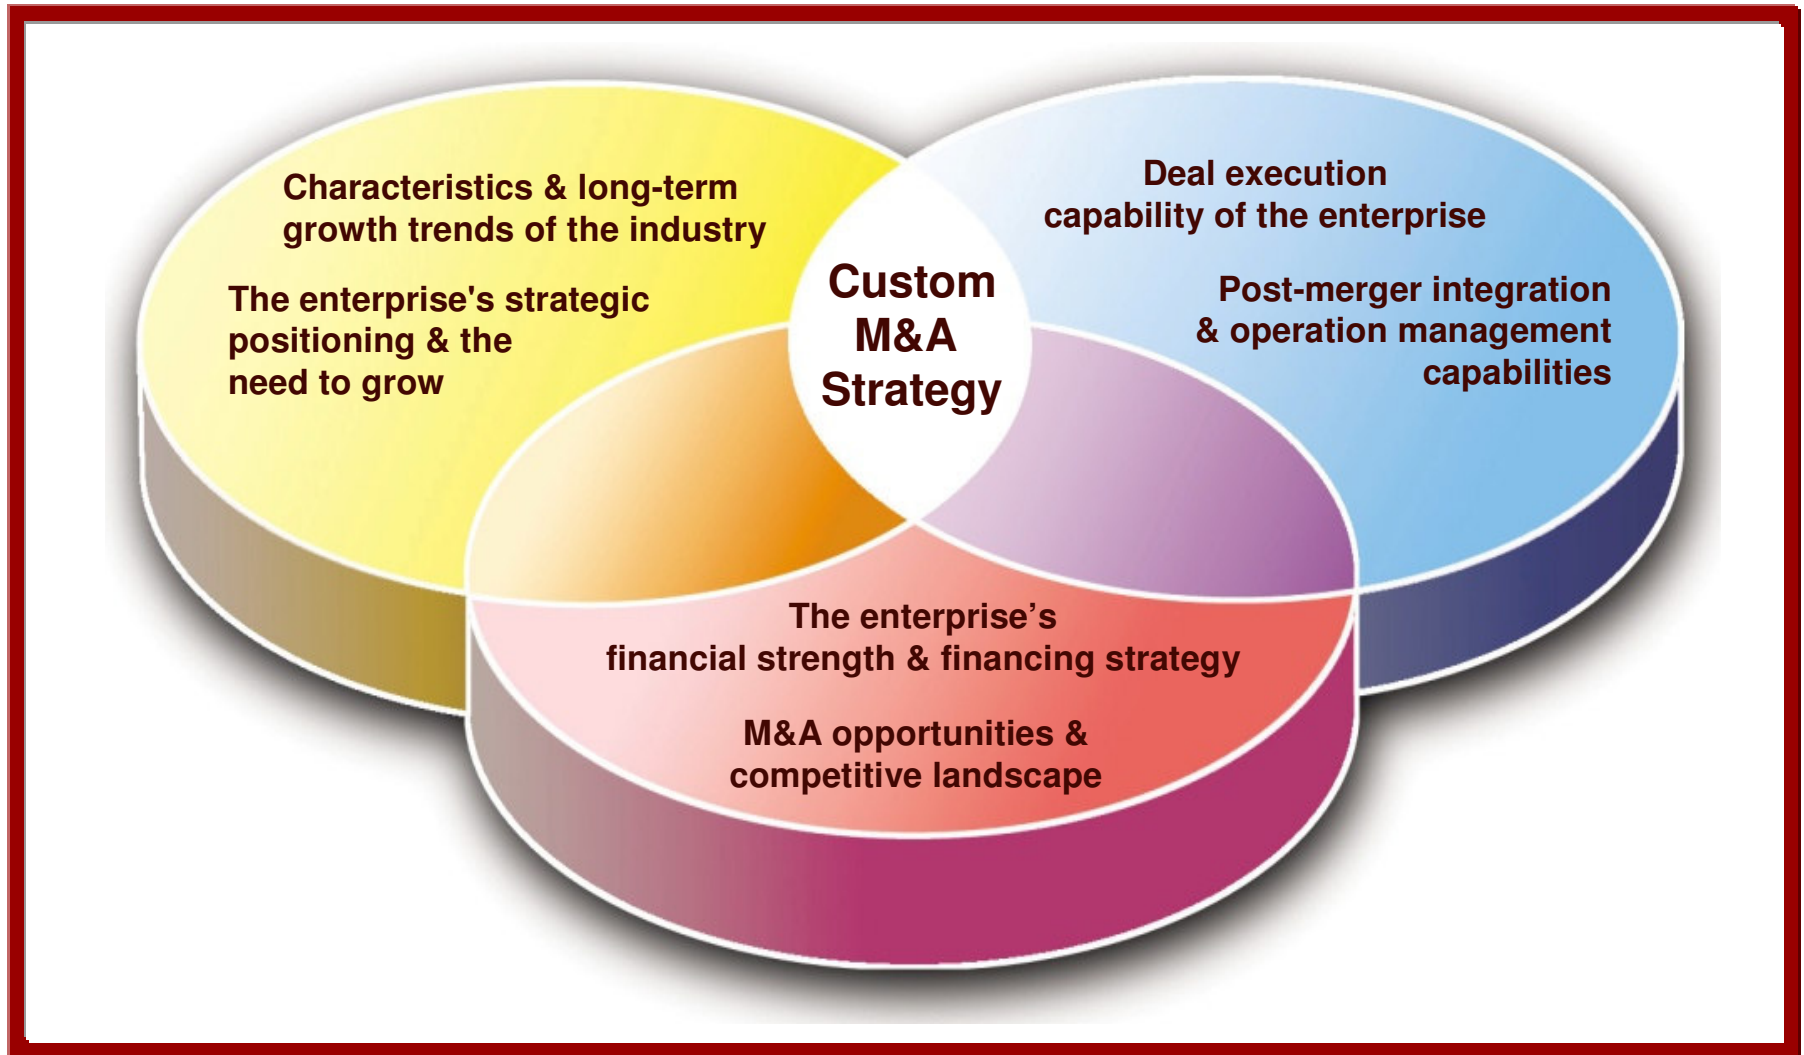 Characteristics & long-term
growth trends of the industry
The enterprise's strategic
positioning & the
need to grow
Custom
M&A
Strategy
Deal execution
capability of the enterprise
Post-merger integration
& operation management
capabilities
The enterprise’s
financial strength & financing strategy
M&A opportunities &
competitive landscape